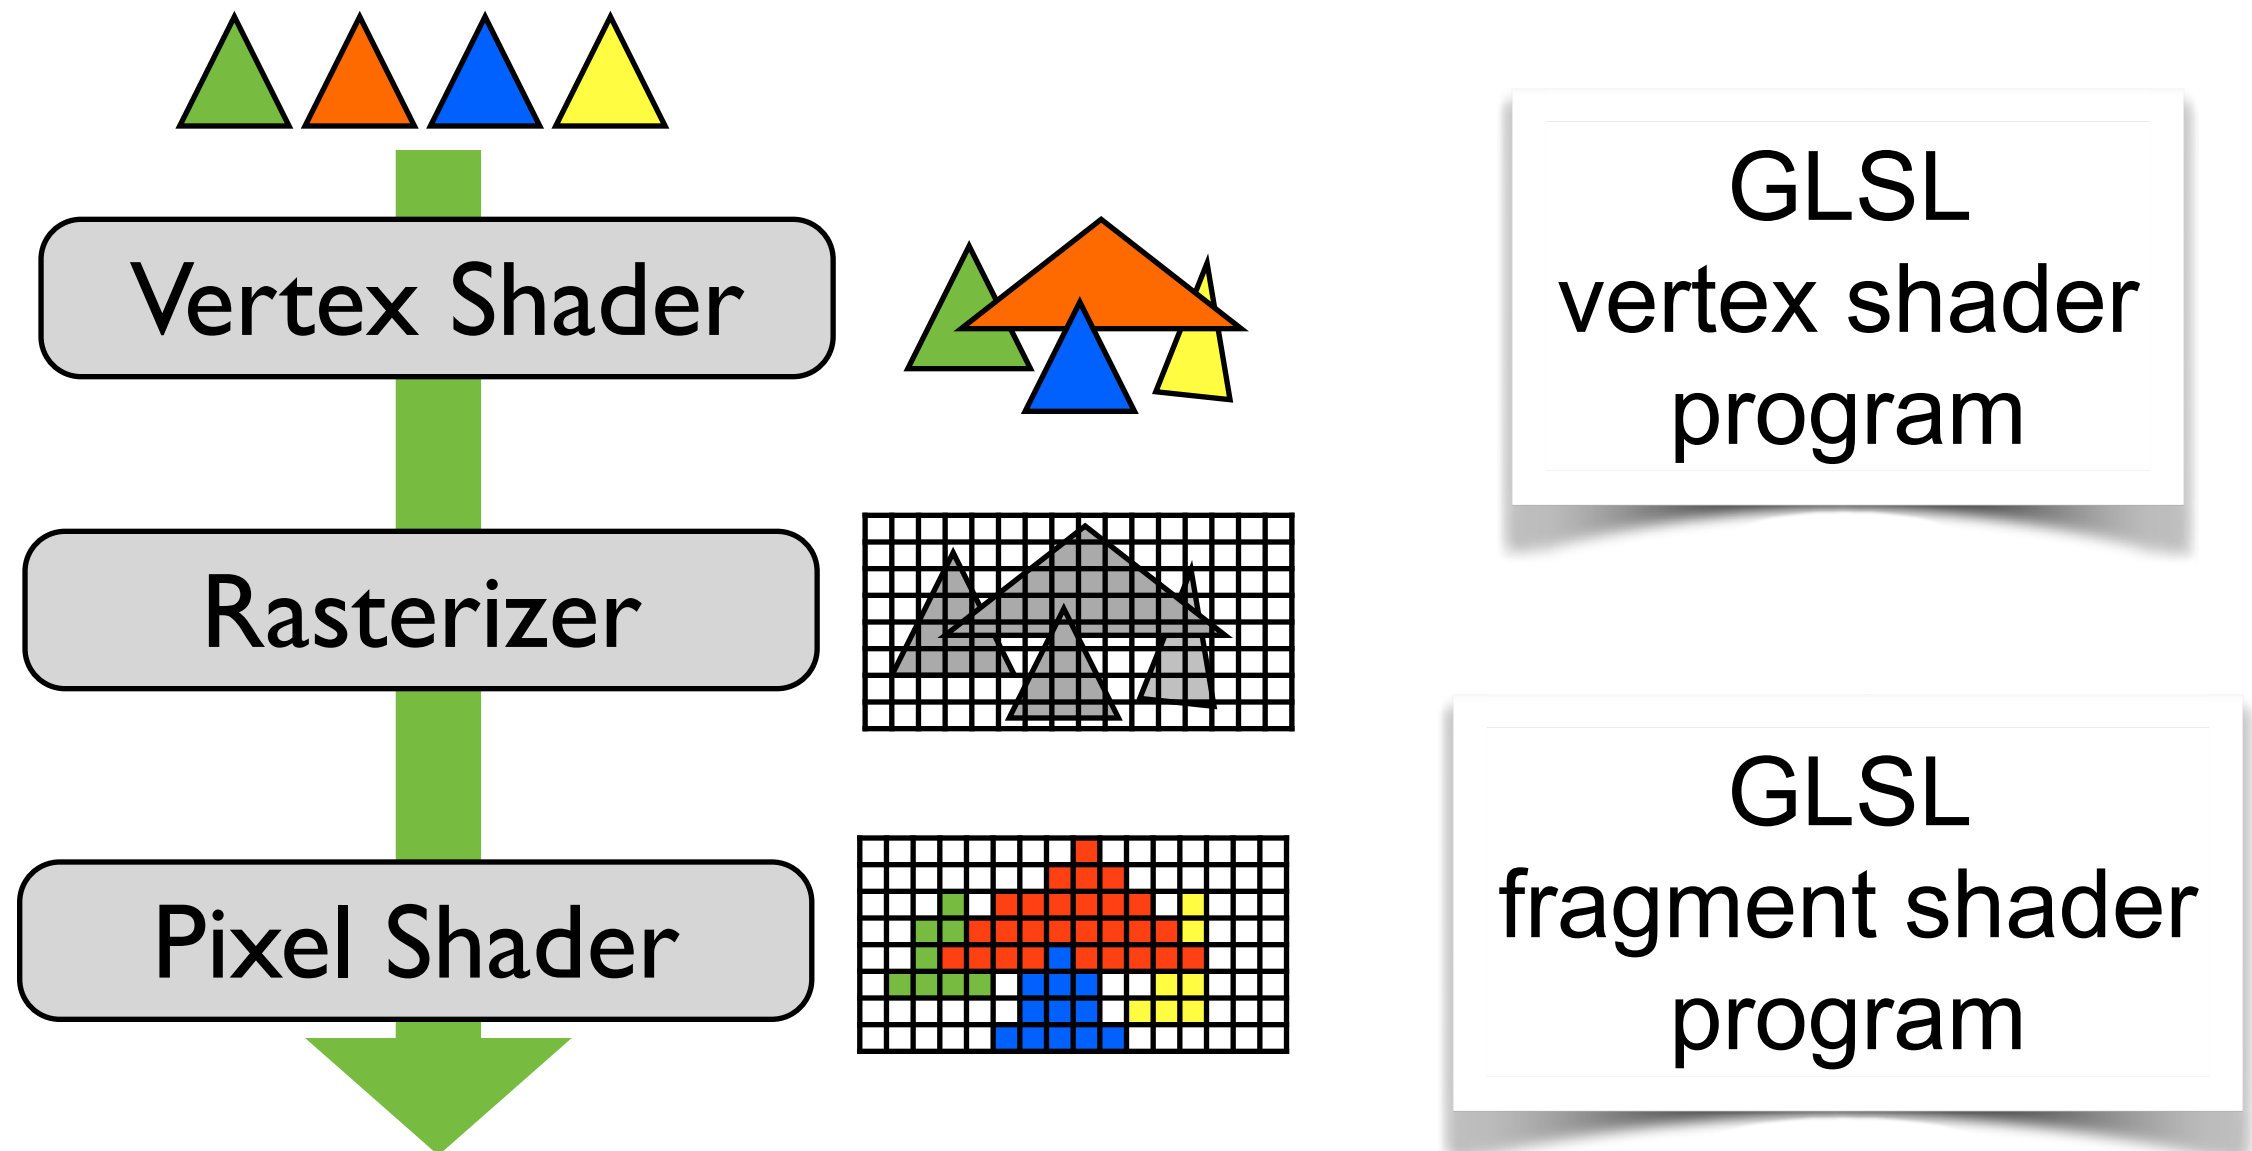 Vertex Shader
Rasterizer
Pixel Shader
GLSL
vertex shader
program
GLSL
fragment shader
program